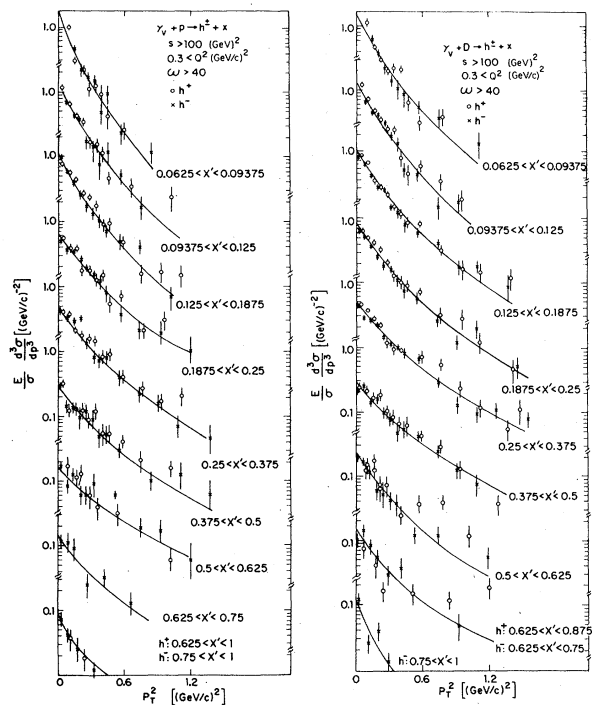 γᵥ + p → h± + x
s > 100 (GeV)²
0.3 < Q² (GeV/c)²
ω > 40
o h⁺
× h⁻
1.0
1.0
1.0
1.0
1.0
0.1
0.1
0.1
0.1
E/σ d³σ/dp³ [(GeV/c)⁻²]
0.0625 < X' < 0.09375
0.09375 < X' < 0.125
0.125 < X' < 0.1875
0.1875 < X' < 0.25
0.25 < X' < 0.375
0.375 < X' < 0.5
0.5 < X' < 0.625
0.625 < X' < 0.75
h⁺: 0.625 < X' < 1
h⁻: 0.75 < X' < 1
0 0.6 1.2
P_T² [(GeV/c)²]
γᵥ + D → h± + x
s > 100 (GeV)²
0.3 < Q² (GeV/c)²
ω > 40
o h⁺
× h⁻
1.0
1.0
1.0
1.0
1.0
0.1
0.1
0.1
0.1
E/σ d³σ/dp³ [(GeV/c)⁻²]
0.0625 < X' < 0.09375
0.09375 < X' < 0.125
0.125 < X' < 0.1875
0.1875 < X' < 0.25
0.25 < X' < 0.375
0.375 < X' < 0.5
0.5 < X' < 0.625
h⁺: 0.625 < X' < 0.875
h⁻: 0.625 < X' < 0.75
h⁻: 0.75 < X' < 1
0 0.6 1.2
P_T² [(GeV/c)²]